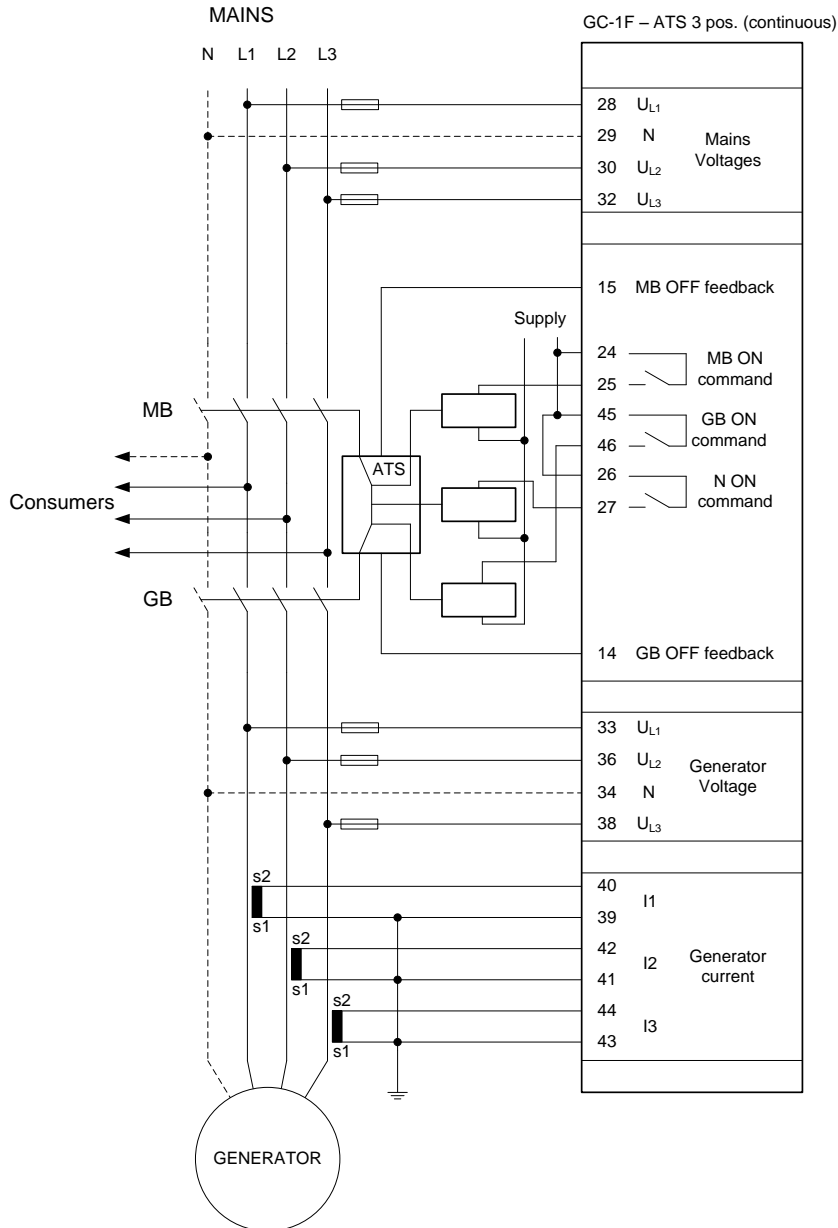 MAINS
GC-1F – ATS 3 pos. (continuous)
N L1 L2 L3
28 UL1
29 N
30 UL2
32 UL3
Mains
Voltages
15 MB OFF feedback
Supply
24
25
MB ON
command
45
46
GB ON
command
26
27
N ON
command
MB
ATS
Consumers
GB
14 GB OFF feedback
33 UL1
36 UL2
34 N
38 UL3
Generator
Voltage
s2
s1
40
39
I1
s2
s1
42
41
I2
Generator
current
s2
s1
44
43
I3
GENERATOR